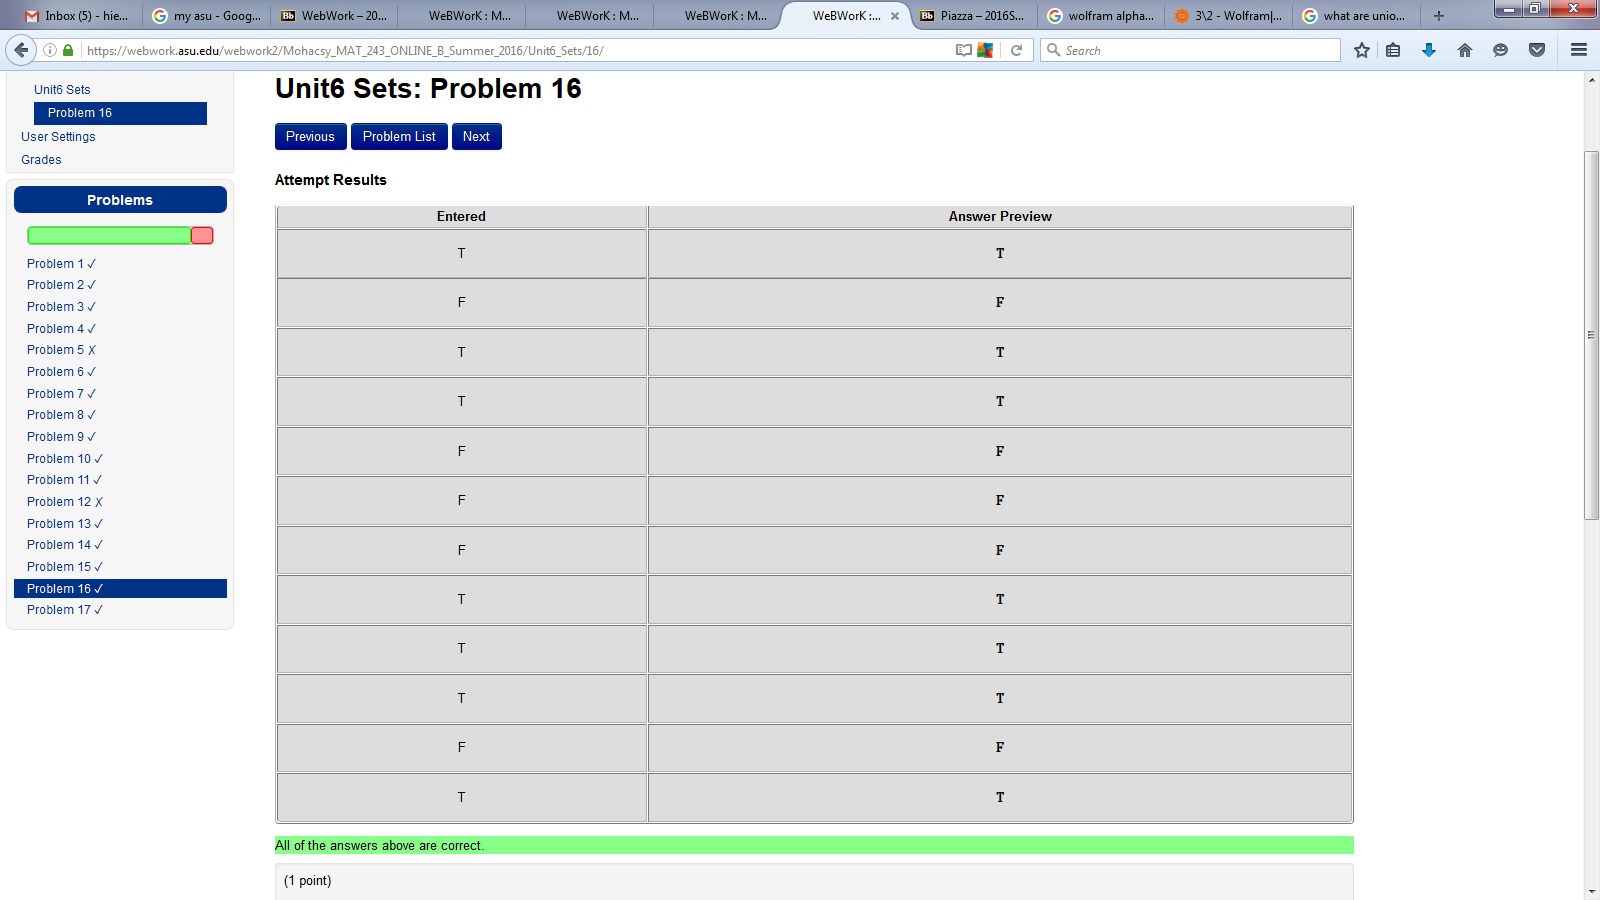 Inbox (5) - hie...
my asu - Goog...
WebWork – 20...
WeBWorK : M...
WeBWorK : M...
WeBWorK : M...
WeBWorK :...
Piazza – 2016S...
wolfram alpha...
3\2 - Wolfram|...
what are unio...
https://webwork.asu.edu/webwork2/Mohacsy_MAT_243_ONLINE_B_Summer_2016/Unit6_Sets/16/
Search
Unit6 Sets
Problem 16
User Settings
Grades
Problems
Problem 1 ✓
Problem 2 ✓
Problem 3 ✓
Problem 4 ✓
Problem 5 ✗
Problem 6 ✓
Problem 7 ✓
Problem 8 ✓
Problem 9 ✓
Problem 10 ✓
Problem 11 ✓
Problem 12 ✗
Problem 13 ✓
Problem 14 ✓
Problem 15 ✓
Problem 16 ✓
Problem 17 ✓
Unit6 Sets: Problem 16
Previous Problem List Next
Attempt Results
Entered Answer Preview
T T
F F
T T
T T
F F
F F
F F
T T
T T
T T
F F
T T
All of the answers above are correct.
(1 point)